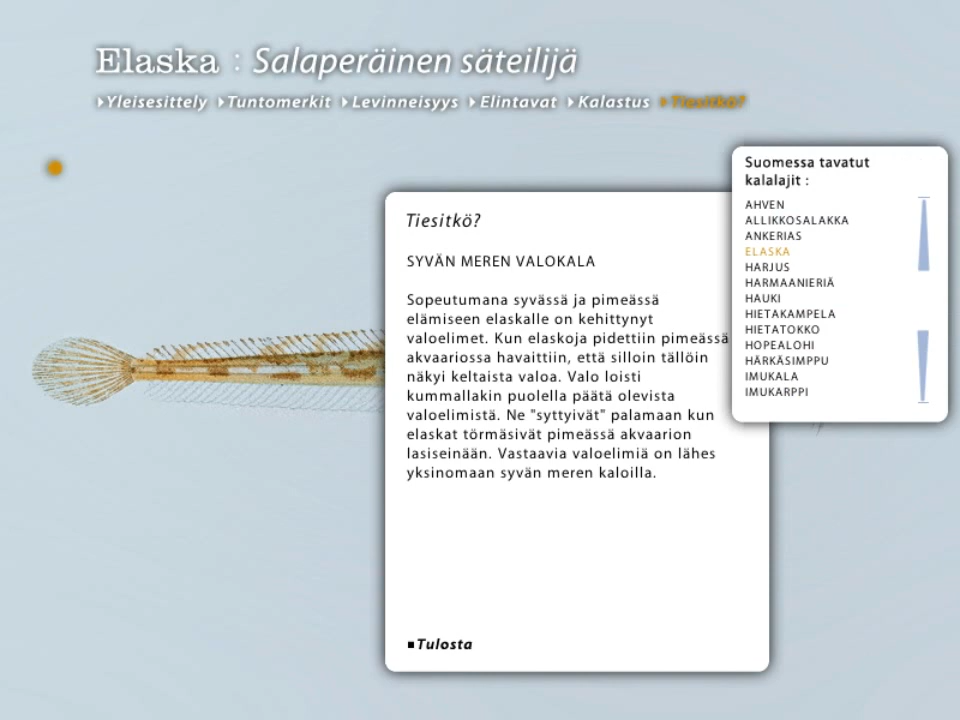 Elaska : Salaperäinen säteilijä
Yleisesittely Tuntomerkit Levinneisyys Elintavat Kalastus Tiesitkö?
Suomessa tavatut
kalalajit :
AHVEN
ALLIKKOSALAKKA
ANKERIAS
ELASKA
HARJUS
HARMAANIERIÄ
HAUKI
HIETAKAMPELA
HIETATOKKO
HOPEALOHI
HÄRKÄSIMPPU
IMUKALA
IMUKARPPI
Tiesitkö?
SYVÄN MEREN VALOKALA
Sopeutumana syvässä ja pimeässä
elämiseen elaskalle on kehittynyt
valoelimet. Kun elaskoja pidettiin pimeässä
akvaariossa havaittiin, että silloin tällöin
näkyi keltaista valoa. Valo loisti
kummallakin puolella päätä olevista
valoelimistä. Ne "syttyivät" palamaan kun
elaskat törmäsivät pimeässä akvaarion
lasiseinään. Vastaavia valoelimiä on lähes
yksinomaan syvän meren kaloilla.
Tulosta